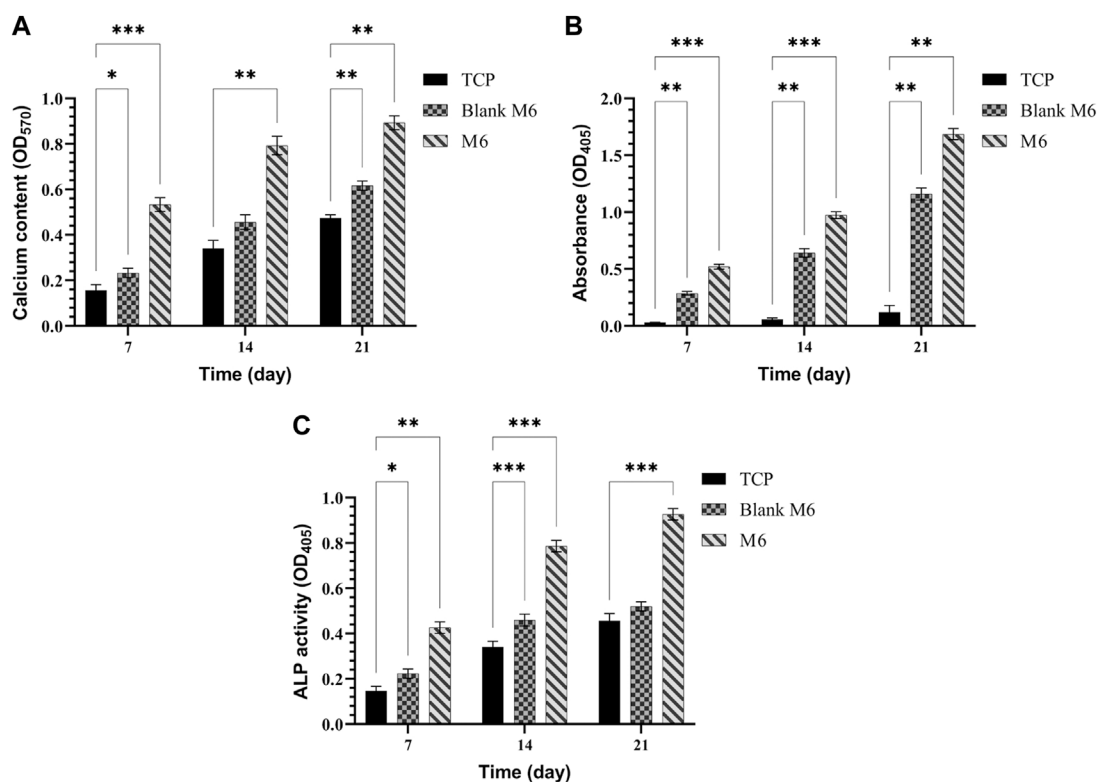 A
***
**
*
**
**
TCP
Blank M6
M6
Calcium content (OD570)
1.0
0.8
0.6
0.4
0.2
0.0
7
14
21
Time (day)
B
***
***
**
**
**
**
TCP
Blank M6
M6
Absorbance (OD405)
2.0
1.5
1.0
0.5
0.0
7
14
21
Time (day)
C
**
***
*
***
***
TCP
Blank M6
M6
ALP activity (OD405)
1.0
0.8
0.6
0.4
0.2
0.0
7
14
21
Time (day)